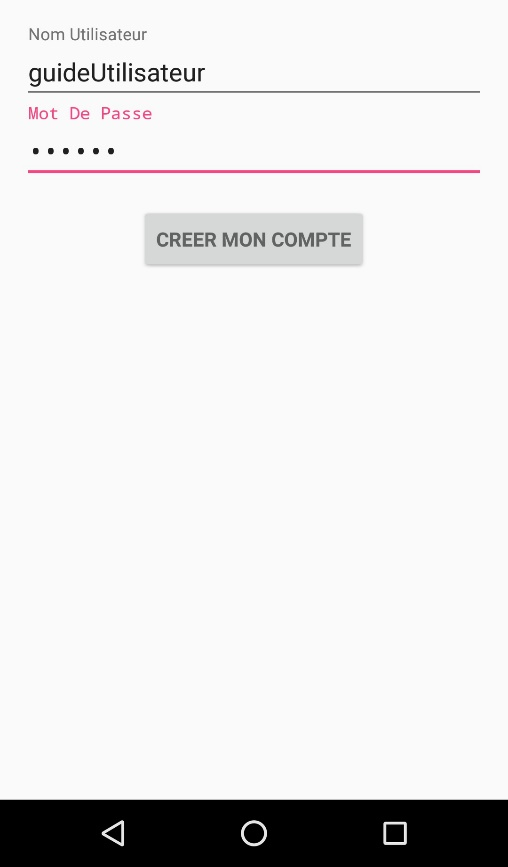 Nom Utilisateur
guideUtilisateur
Mot De Passe
••••••
CREER MON COMPTE